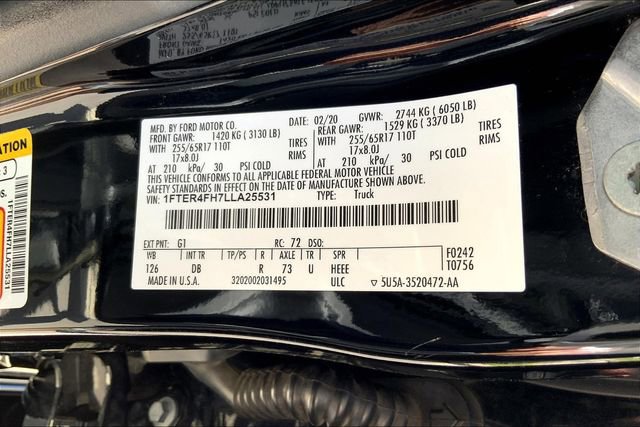 MFD. BY FORD MOTOR CO. 02/20 GVWR: 2744 KG ( 6050 LB)
FRONT GAWR: 1420 KG ( 3130 LB) REAR GAWR: 1529 KG ( 3370 LB)
WITH 255/65R17 110T TIRES WITH 255/65R17 110T TIRES
17x8.0J RIMS 17x8.0J RIMS
AT 210 kPa/ 30 PSI COLD AT 210 kPa/ 30 PSI COLD
THIS VEHICLE CONFORMS TO ALL APPLICABLE FEDERAL MOTOR VEHICLE
SAFETY STANDARDS IN EFFECT ON THE DATE OF MANUFACTURE SHOWN ABOVE.
VIN: 1FTER4FH7LLA25531 TYPE: Truck
EXT PNT: G1 RC: 72 DSO:
WB INT TR TP/PS R AXLE TR SPR F0242
126 DB R 73 U HEEE T0756
MADE IN U.S.A. 3202002031495 ULC 5U5A-3520472-AA
ATION
3
1FTER4FH7LLA25531